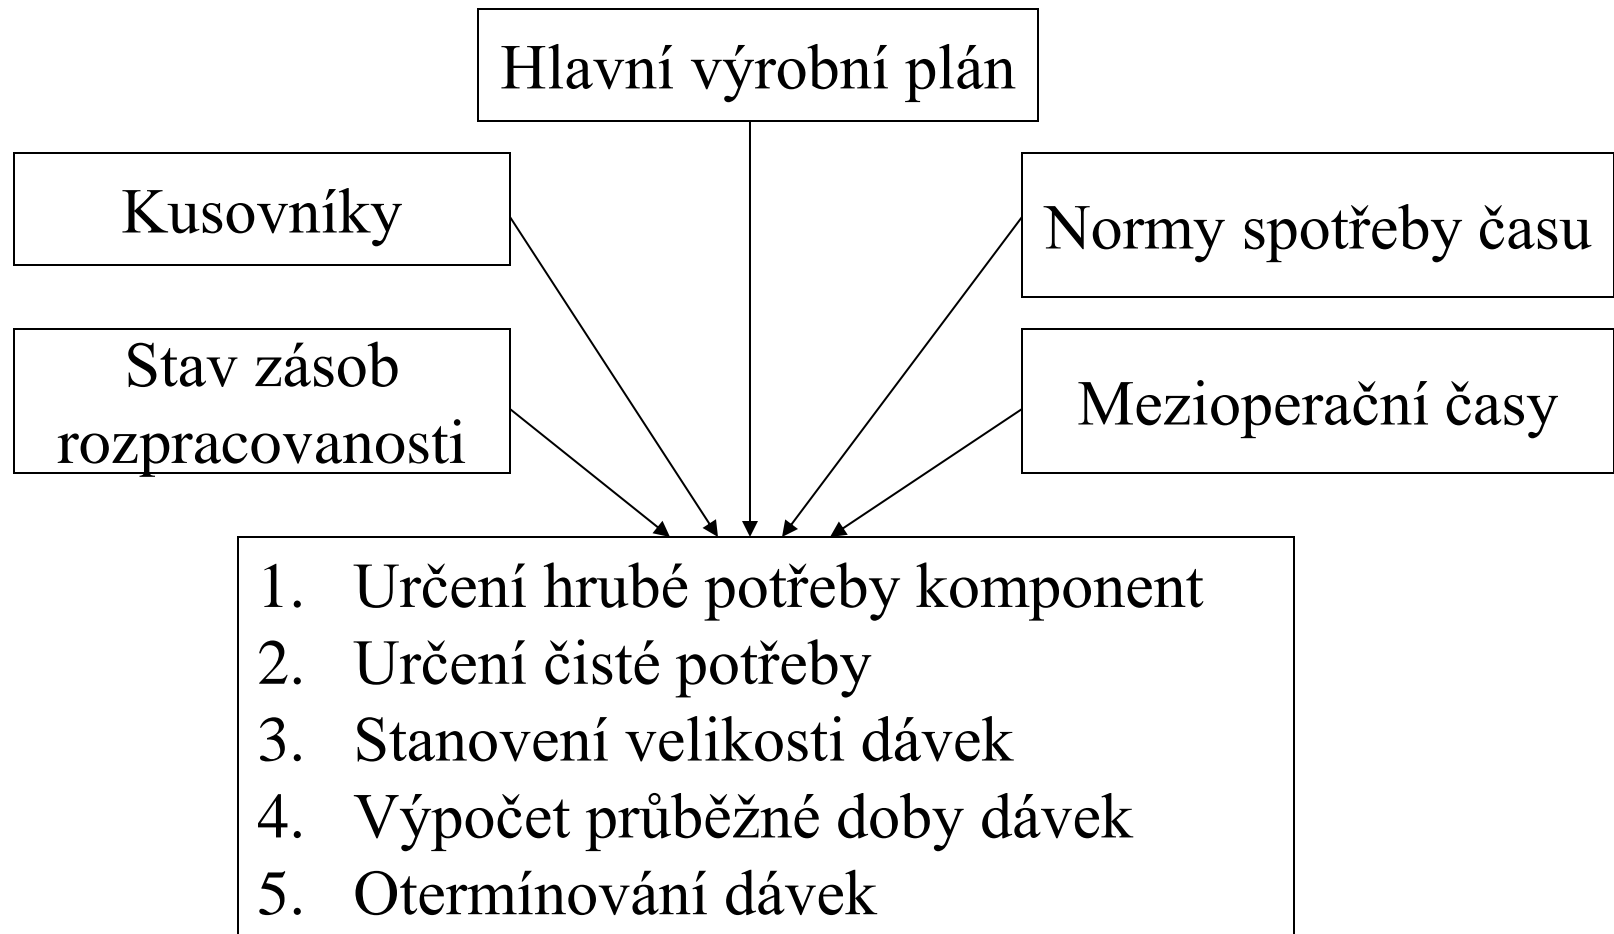 Hlavní výrobní plán
Kusovníky
Normy spotřeby času
Stav zásob
rozpracovanosti
Mezioperační časy
1. Určení hrubé potřeby komponent
2. Určení čisté potřeby
3. Stanovení velikosti dávek
4. Výpočet průběžné doby dávek
5. Otermínování dávek